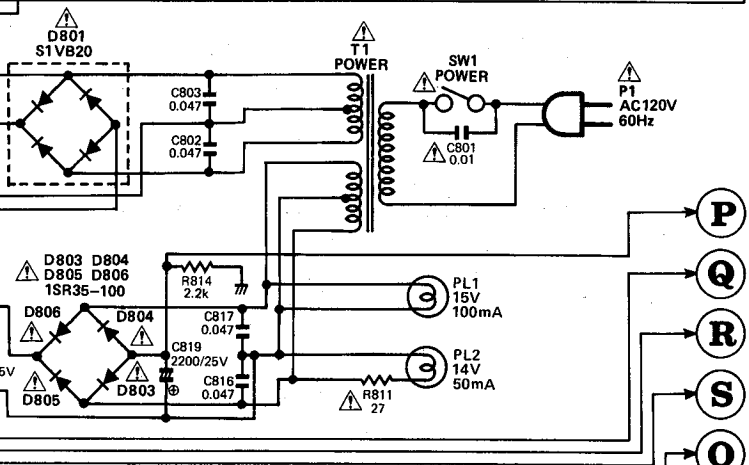 D801
S1VB20
T1
POWER
SW1
POWER
P1
AC120V
60Hz
C803
0.047
C802
0.047
C801
0.01
P
D803 D804
D805 D806
1SR35-100
R814
2.2k
Q
PL1
15V
100mA
D806
D804
C817
0.047
C819
2200/25V
R
PL2
14V
50mA
5V
D805
D803
C816
0.047
R811
27
S